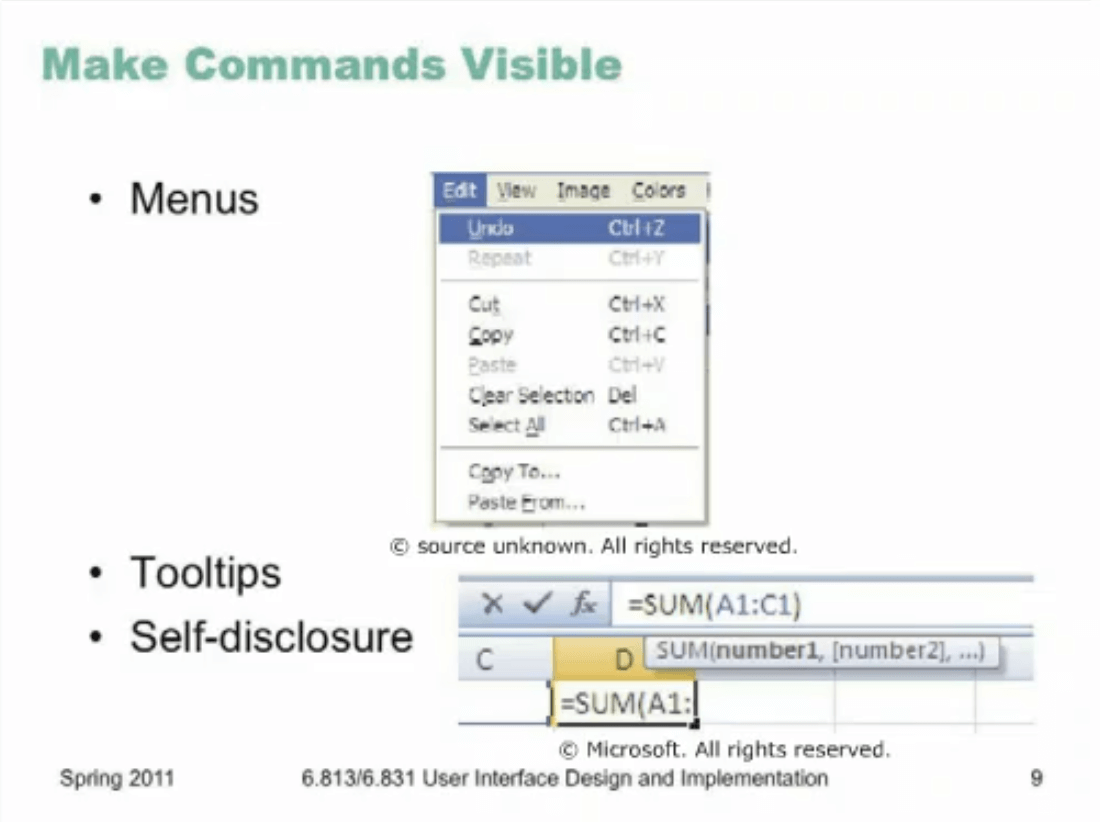 Make Commands Visible
• Menus
Edit View Image Colors
Undo Ctrl+Z
Repeat Ctrl+Y
Cut Ctrl+X
Copy Ctrl+C
Paste Ctrl+V
Clear Selection Del
Select All Ctrl+A
Copy To...
Paste From...
© source unknown. All rights reserved.
• Tooltips
• Self-disclosure
=SUM(A1:C1)
SUM(number1, [number2], ...)
C D
=SUM(A1:
© Microsoft. All rights reserved.
Spring 2011 6.813/6.831 User Interface Design and Implementation 9